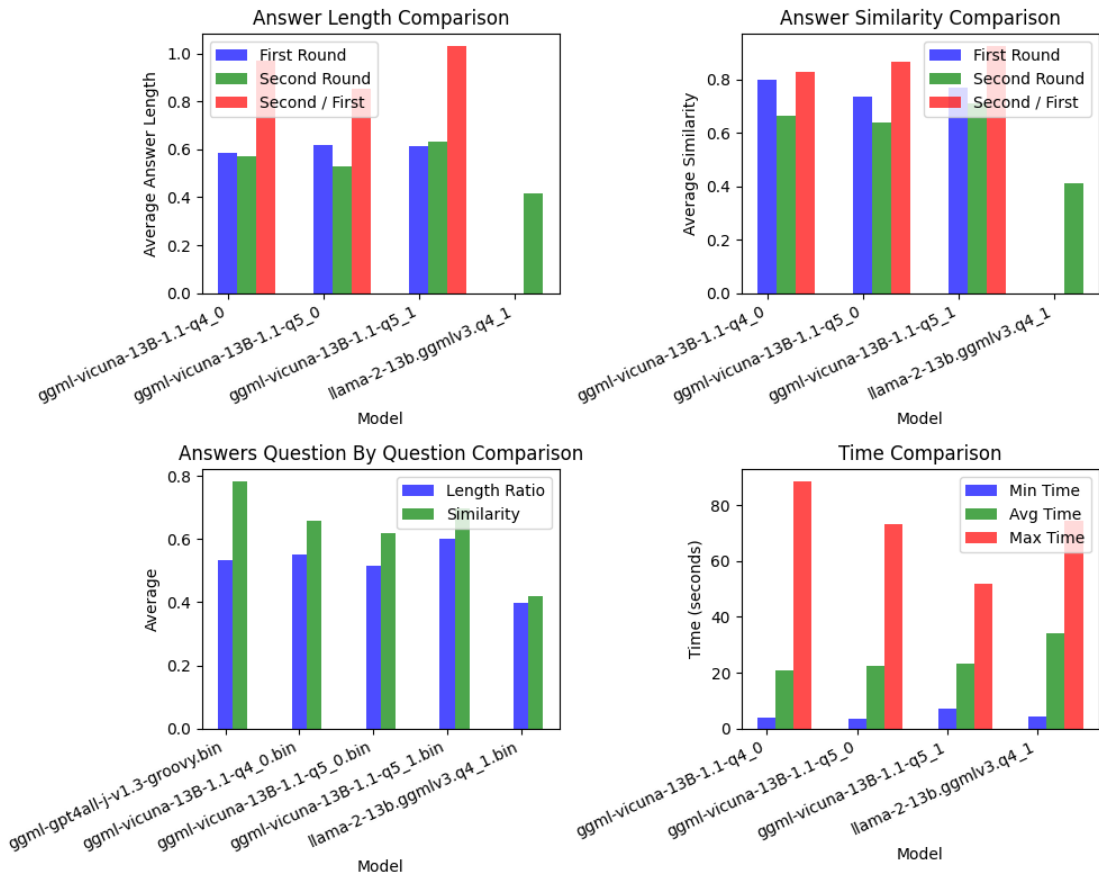 Answer Length Comparison
First Round
Second Round
Second / First
Average Answer Length
1.0
0.8
0.6
0.4
0.2
0.0
ggml-vicuna-13B-1.1-q4_0
ggml-vicuna-13B-1.1-q5_0
ggml-vicuna-13B-1.1-q5_1
llama-2-13b.ggmlv3.q4_1
Model
Answer Similarity Comparison
First Round
Second Round
Second / First
Average Similarity
0.8
0.6
0.4
0.2
0.0
ggml-vicuna-13B-1.1-q4_0
ggml-vicuna-13B-1.1-q5_0
ggml-vicuna-13B-1.1-q5_1
llama-2-13b.ggmlv3.q4_1
Model
Answers Question By Question Comparison
Length Ratio
Similarity
Average
0.8
0.6
0.4
0.2
0.0
ggml-gpt4all-j-v1.3-groovy.bin
ggml-vicuna-13B-1.1-q4_0.bin
ggml-vicuna-13B-1.1-q5_0.bin
ggml-vicuna-13B-1.1-q5_1.bin
llama-2-13b.ggmlv3.q4_1.bin
Model
Time Comparison
Min Time
Avg Time
Max Time
Time (seconds)
80
60
40
20
0
ggml-vicuna-13B-1.1-q4_0
ggml-vicuna-13B-1.1-q5_0
ggml-vicuna-13B-1.1-q5_1
llama-2-13b.ggmlv3.q4_1
Model